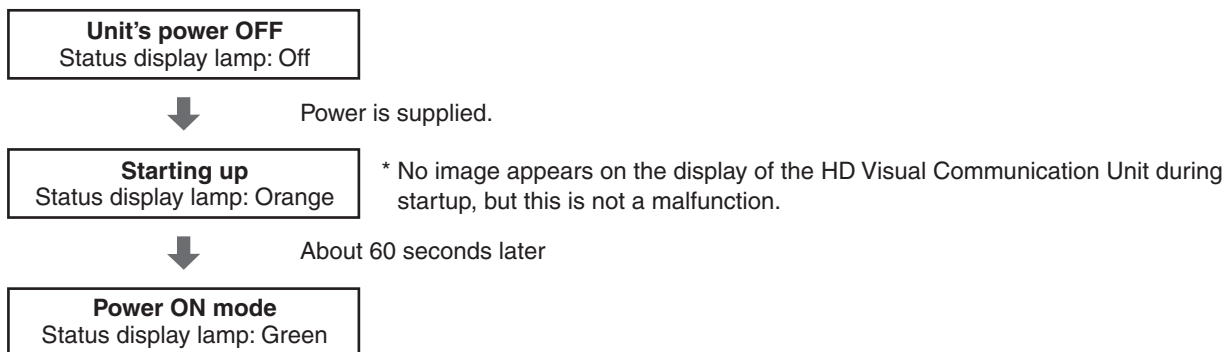 Unit's power OFF
Status display lamp: Off
Power is supplied.
Starting up
Status display lamp: Orange
* No image appears on the display of the HD Visual Communication Unit during
startup, but this is not a malfunction.
About 60 seconds later
Power ON mode
Status display lamp: Green